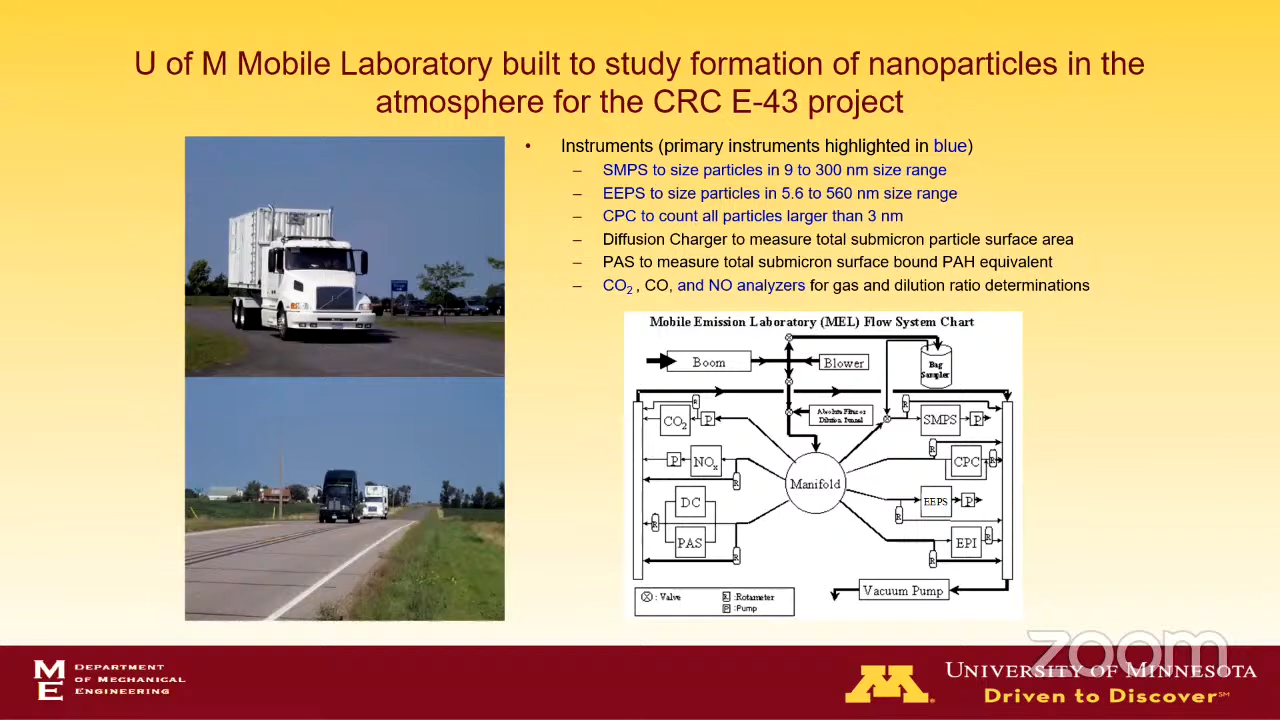 U of M Mobile Laboratory built to study formation of nanoparticles in the
atmosphere for the CRC E-43 project
• Instruments (primary instruments highlighted in blue)
– SMPS to size particles in 9 to 300 nm size range
– EEPS to size particles in 5.6 to 560 nm size range
– CPC to count all particles larger than 3 nm
– Diffusion Charger to measure total submicron particle surface area
– PAS to measure total submicron surface bound PAH equivalent
– CO₂ , CO, and NO analyzers for gas and dilution ratio determinations
Mobile Emission Laboratory (MEL) Flow System Chart
Boom
Blower
Bag
Sampler
Dilution Tunnel
R
R
CO₂
P
SMPS
P
R
P
NOₓ
CPC
R
R
Manifold
DC
EEPS
P
R
R
PAS
R
EPI
R
R
Vacuum Pump
: Valve
R :Rotameter
P :Pump
zoom
M
E
DEPARTMENT
OF MECHANICAL
ENGINEERING
M
UNIVERSITY OF MINNESOTA
Driven to Discover℠